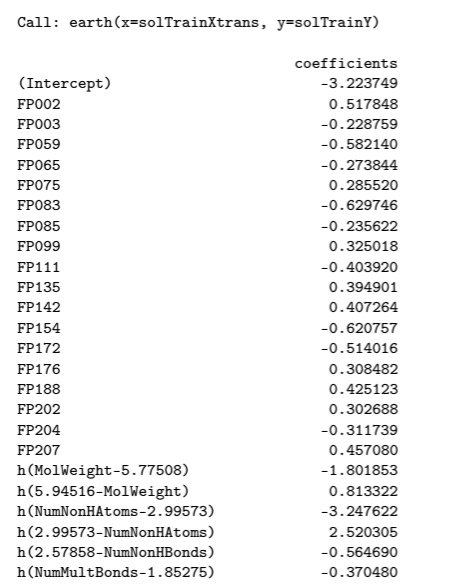 Call: earth(x=solTrainXtrans, y=solTrainY)
coefficients
(Intercept) -3.223749
FP002 0.517848
FP003 -0.228759
FP059 -0.582140
FP065 -0.273844
FP075 0.285520
FP083 -0.629746
FP085 -0.235622
FP099 0.325018
FP111 -0.403920
FP135 0.394901
FP142 0.407264
FP154 -0.620757
FP172 -0.514016
FP176 0.308482
FP188 0.425123
FP202 0.302688
FP204 -0.311739
FP207 0.457080
h(MolWeight-5.77508) -1.801853
h(5.94516-MolWeight) 0.813322
h(NumNonHAtoms-2.99573) -3.247622
h(2.99573-NumNonHAtoms) 2.520305
h(2.57858-NumNonHBonds) -0.564690
h(NumMultBonds-1.85275) -0.370480